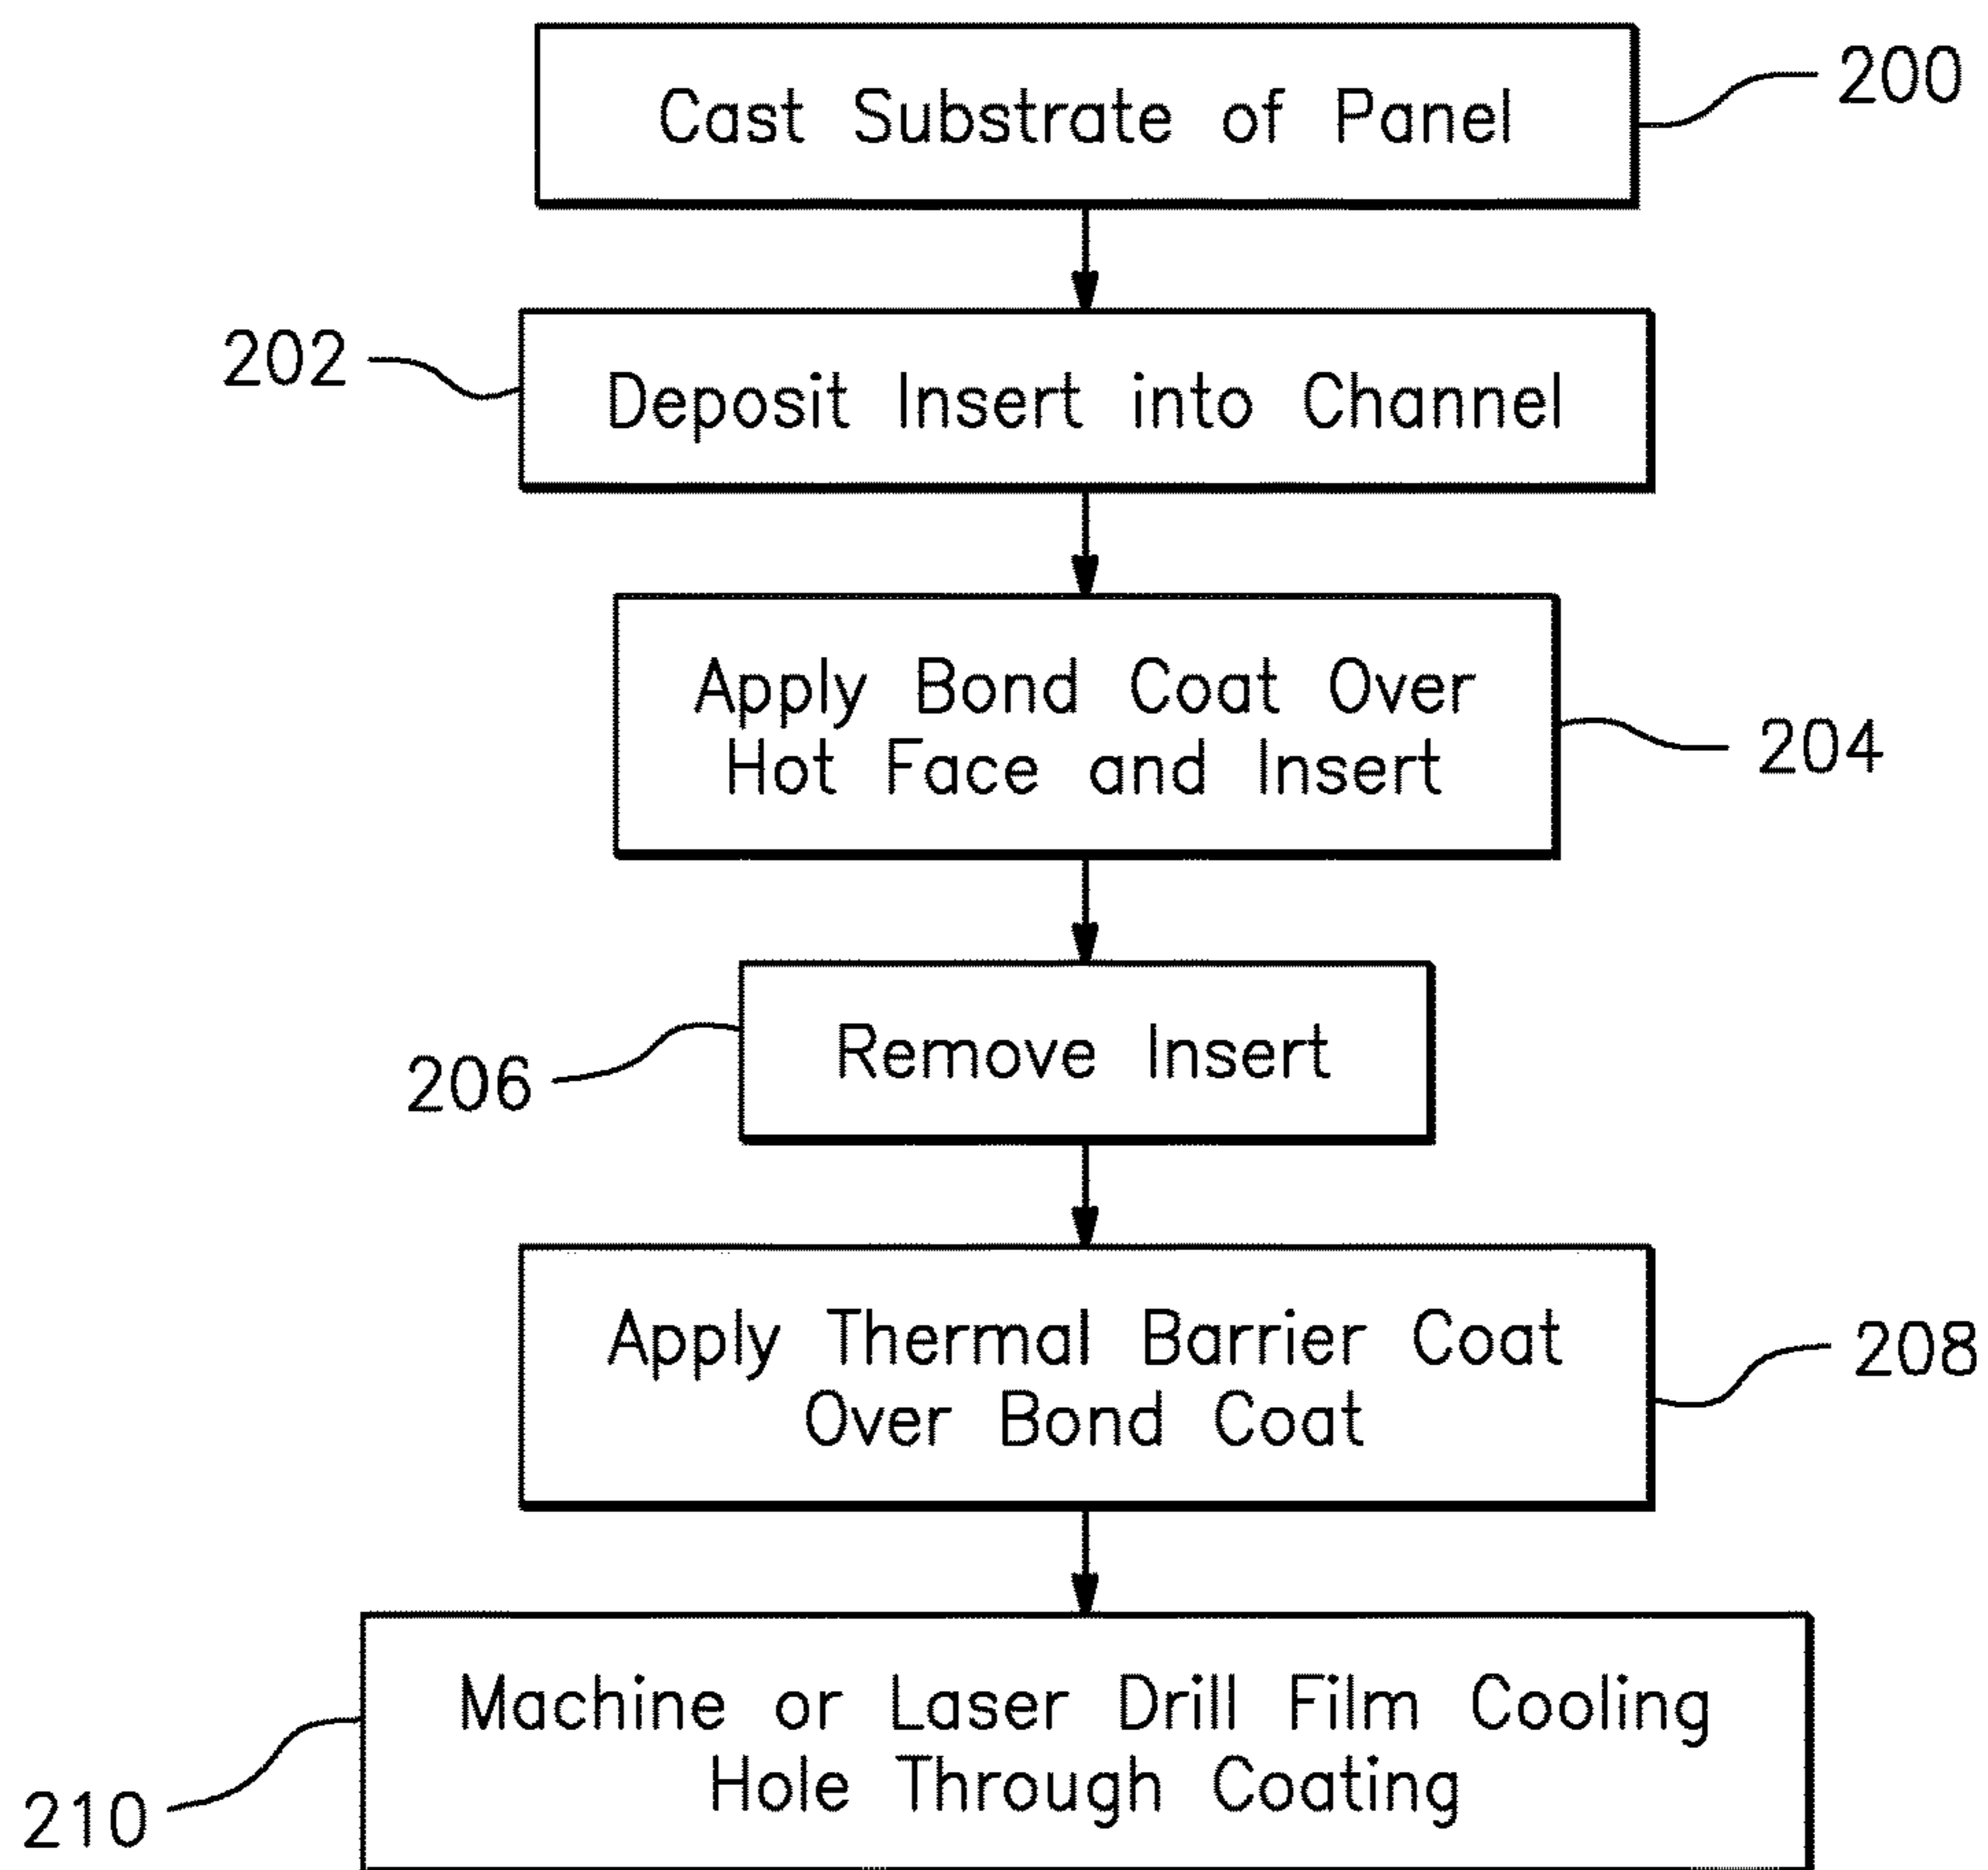 Cast Substrate of Panel
200
202
Deposit Insert into Channel
Apply Bond Coat Over
Hot Face and Insert
204
206
Remove Insert
Apply Thermal Barrier Coat
Over Bond Coat
208
Machine or Laser Drill Film Cooling
Hole Through Coating
210